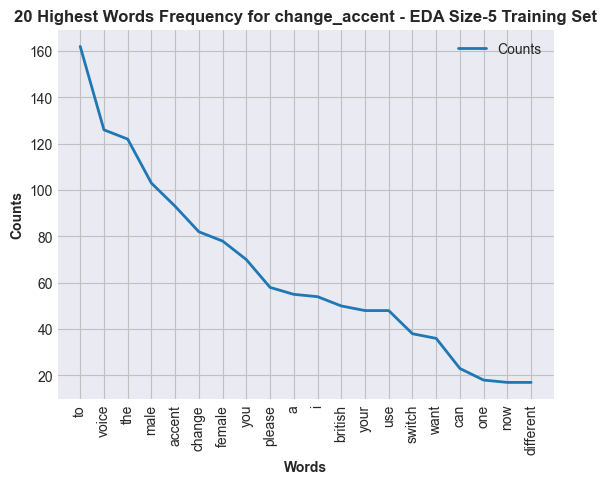 20 Highest Words Frequency for change_accent - EDA Size-5 Training Set
Counts
160
140
120
100
80
60
40
20
Counts
to
voice
the
male
accent
change
female
you
please
a
i
british
your
use
switch
want
can
one
now
different
Words